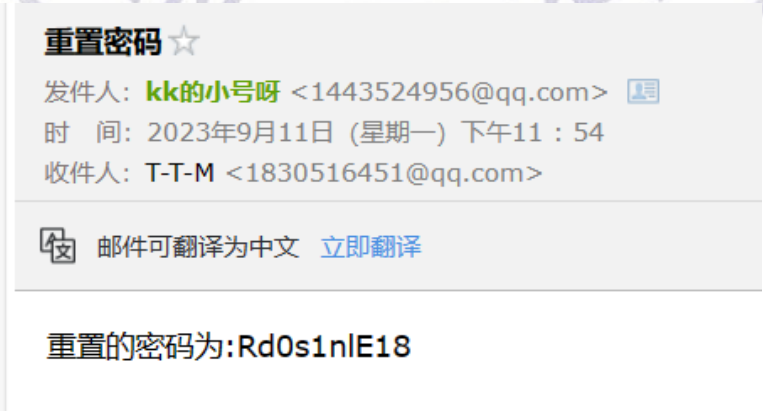 重置密码☆
发件人：kk的小号呀 <1443524956@qq.com>
时　间：2023年9月11日 (星期一) 下午11：54
收件人：T-T-M <1830516451@qq.com>
邮件可翻译为中文 立即翻译
重置的密码为:Rd0s1nlE18